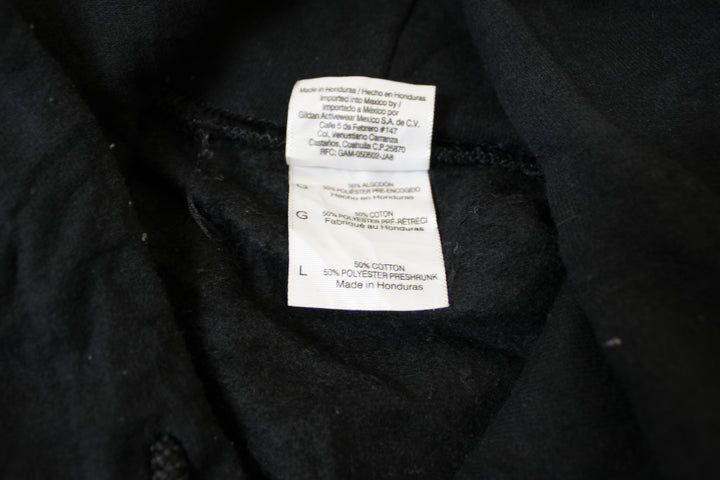 Made in Honduras / Hecho en Honduras
Imported into Mexico by /
Importado a México por
Gildan Activewear Mexico S.A. de C.V.
Calle 5 de Febrero #147
Col. Venustiano Carranza
Castaños, Coahuila C.P. 25870
RFC: GAM-050502-JA8
G
50% ALGODÓN
50% POLIÉSTER PRE-ENCOGIDO
Hecho en Honduras
G
50% COTON
50% POLYESTER PRÉ-RÉTRÉCI
Fabriqué au Honduras
L
50% COTTON
50% POLYESTER PRESHRUNK
Made in Honduras